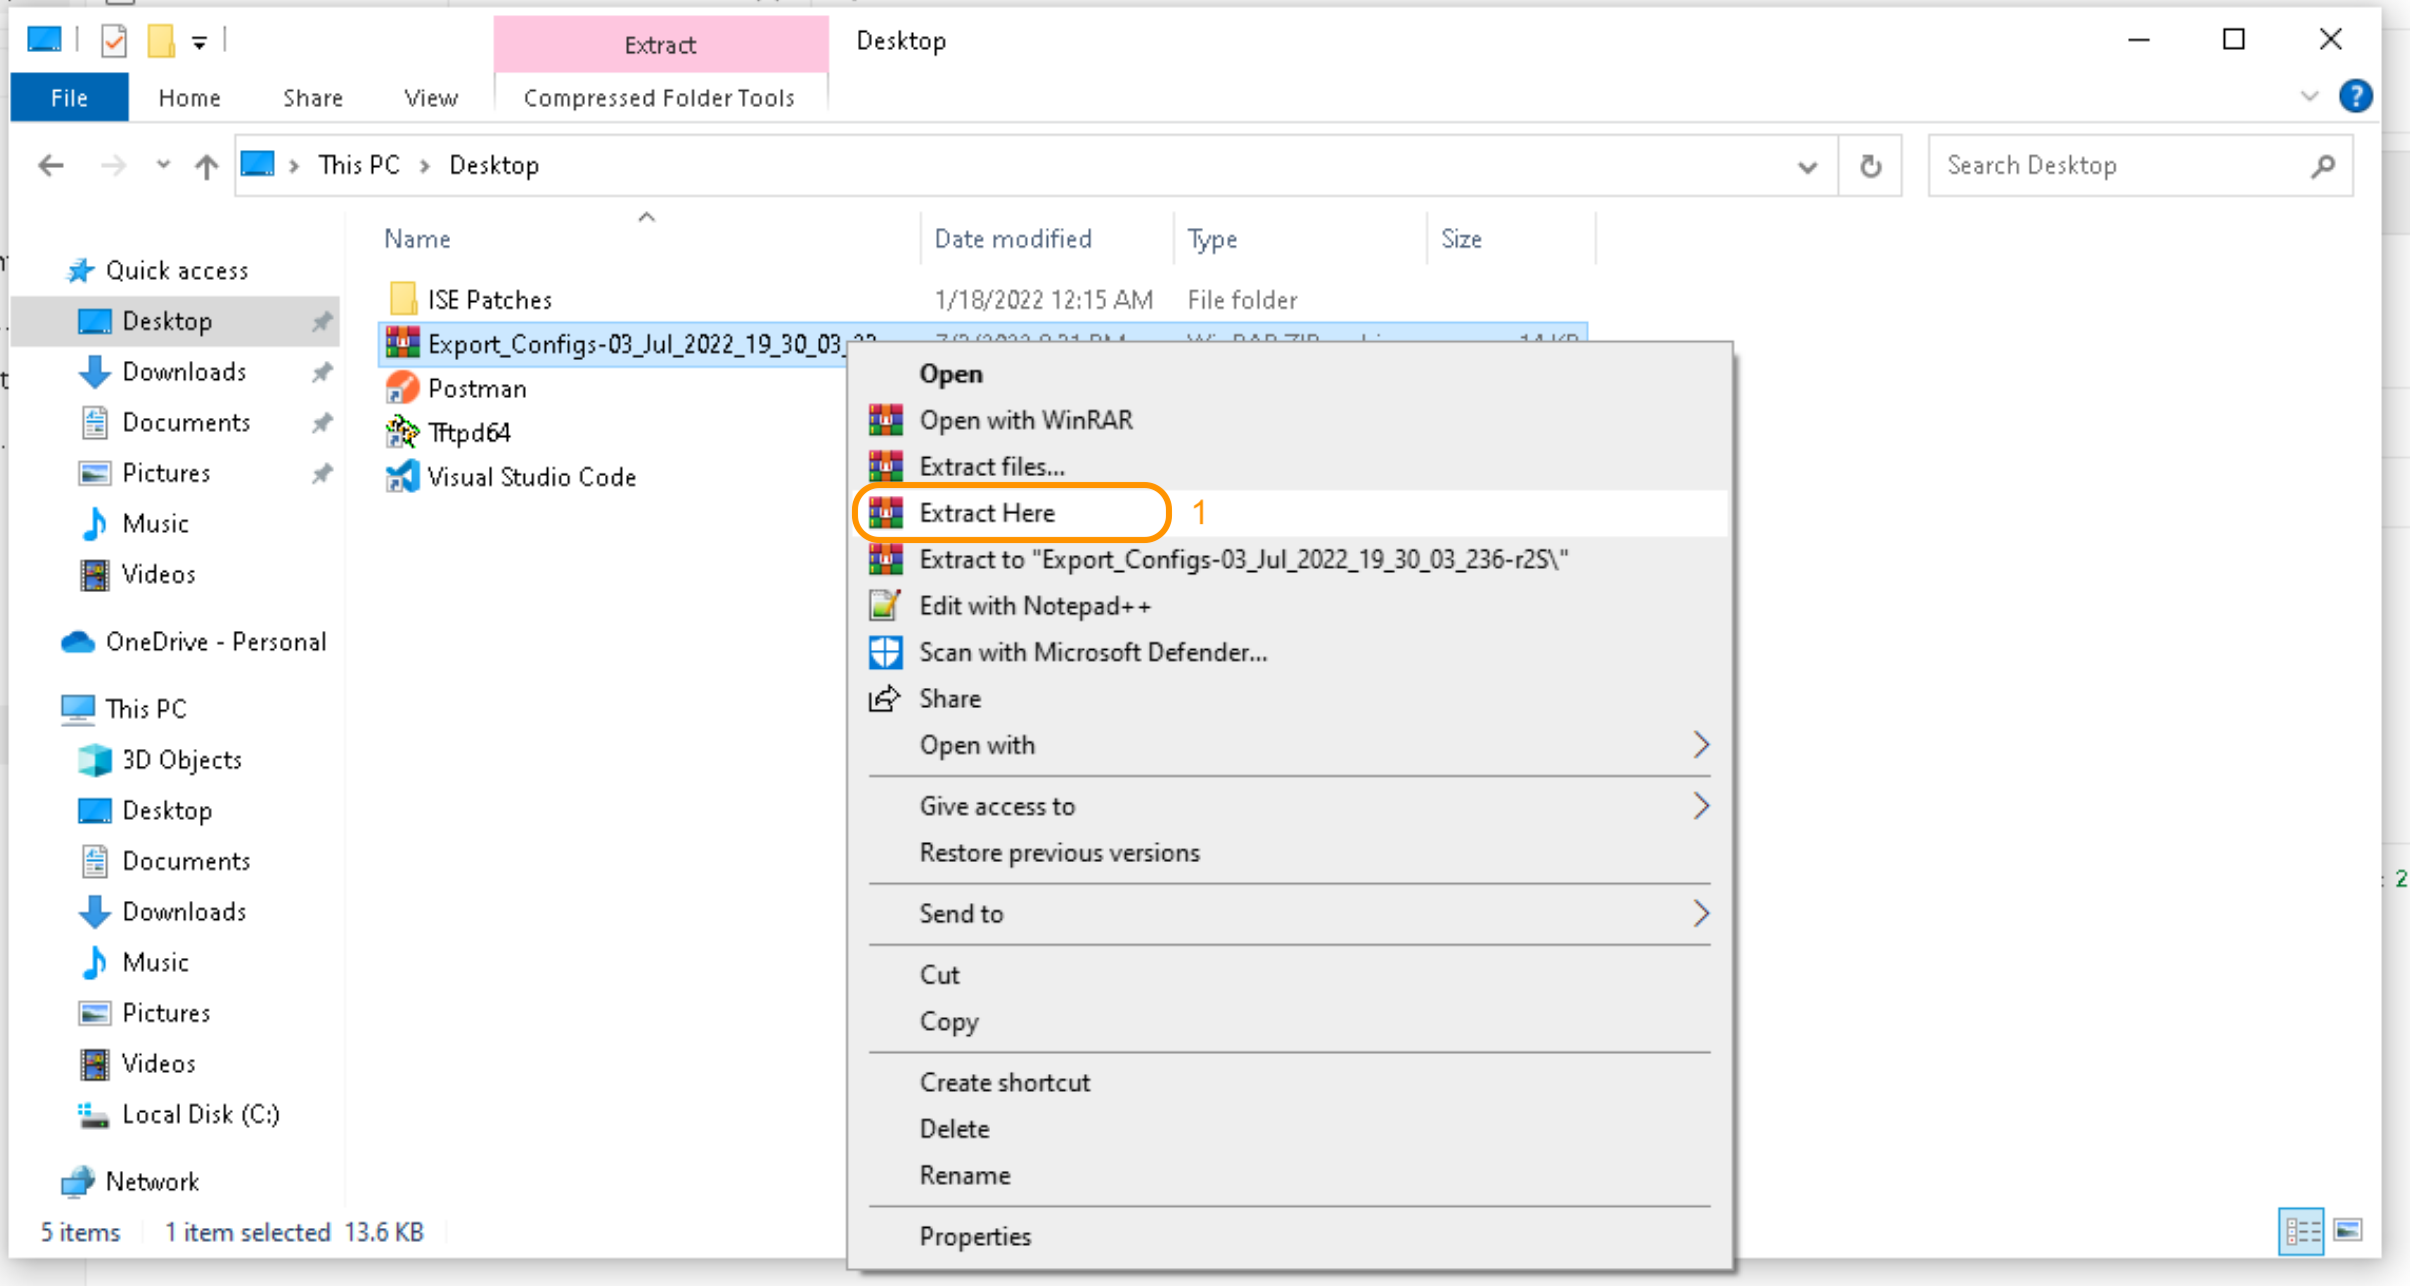 Extract
Desktop
File
Home
Share
View
Compressed Folder Tools
?
This PC
Desktop
Search Desktop
Name
Date modified
Type
Size
Quick access
Desktop
Downloads
Documents
Pictures
Music
Videos
OneDrive - Personal
This PC
3D Objects
Desktop
Documents
Downloads
Music
Pictures
Videos
Local Disk (C:)
Network
ISE Patches
1/18/2022 12:15 AM
File folder
Export_Configs-03_Jul_2022_19_30_03_
Postman
Tftpd64
Visual Studio Code
Open
Open with WinRAR
Extract files...
Extract Here
1
Extract to "Export_Configs-03_Jul_2022_19_30_03_236-r2S\"
Edit with Notepad++
Scan with Microsoft Defender...
Share
Open with
Give access to
Restore previous versions
Send to
Cut
Copy
Create shortcut
Delete
Rename
Properties
5 items
1 item selected 13.6 KB
: 2